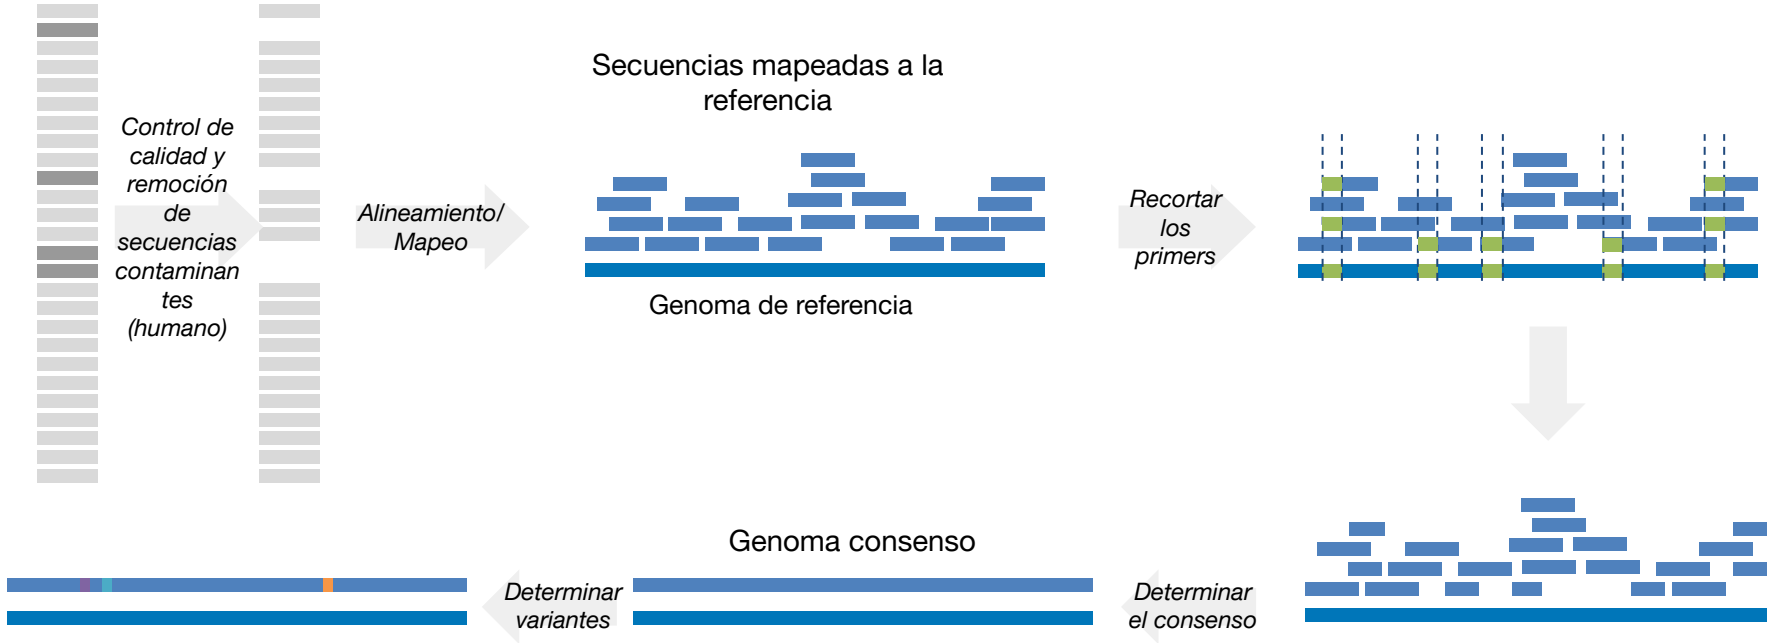 Control de
calidad y
remoción
de
secuencias
contaminan
tes
(humano)
Alineamiento/
Mapeo
Secuencias mapeadas a la
referencia
Genoma de referencia
Recortar
los
primers
Determinar
el consenso
Genoma consenso
Determinar
variantes